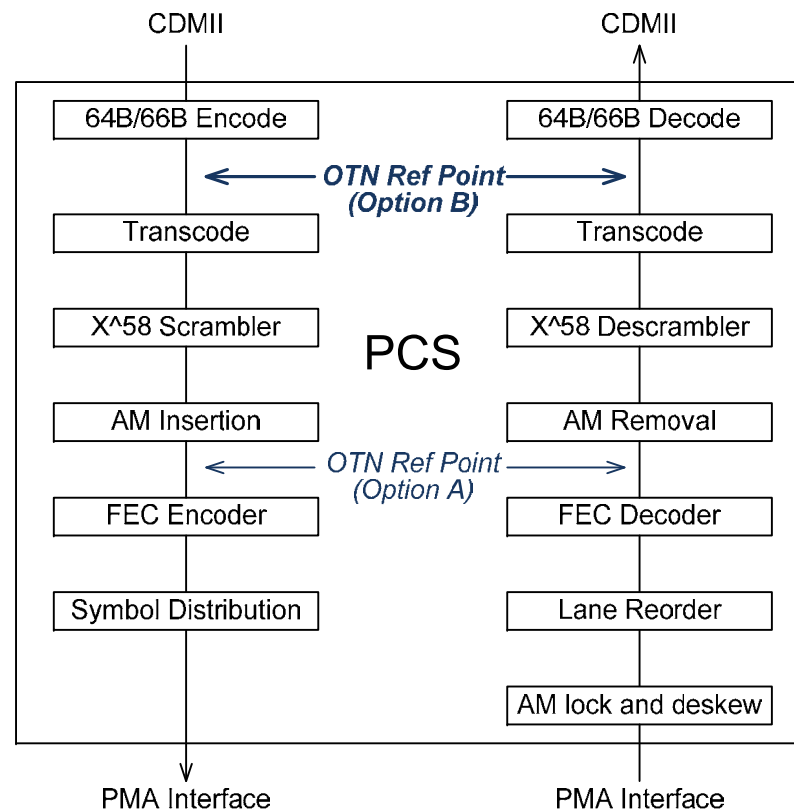 CDMII
CDMII
64B/66B Encode
64B/66B Decode
OTN Ref Point
(Option B)
Transcode
Transcode
X^58 Scrambler
X^58 Descrambler
PCS
AM Insertion
AM Removal
OTN Ref Point
(Option A)
FEC Encoder
FEC Decoder
Symbol Distribution
Lane Reorder
AM lock and deskew
PMA Interface
PMA Interface